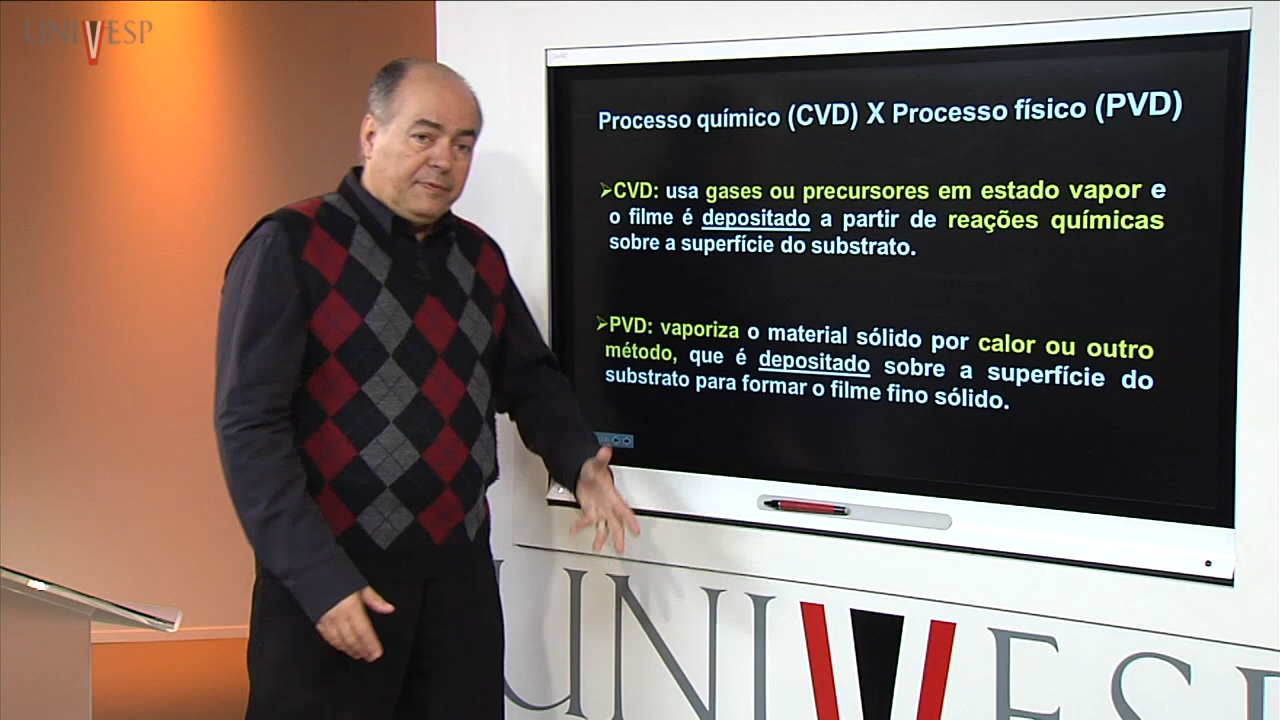 UNIVESP
Processo químico (CVD) X Processo físico (PVD)
➢CVD: usa gases ou precursores em estado vapor e
o filme é depositado a partir de reações químicas
sobre a superfície do substrato.
➢PVD: vaporiza o material sólido por calor ou outro
método, que é depositado sobre a superfície do
substrato para formar o filme fino sólido.
UNIVESP